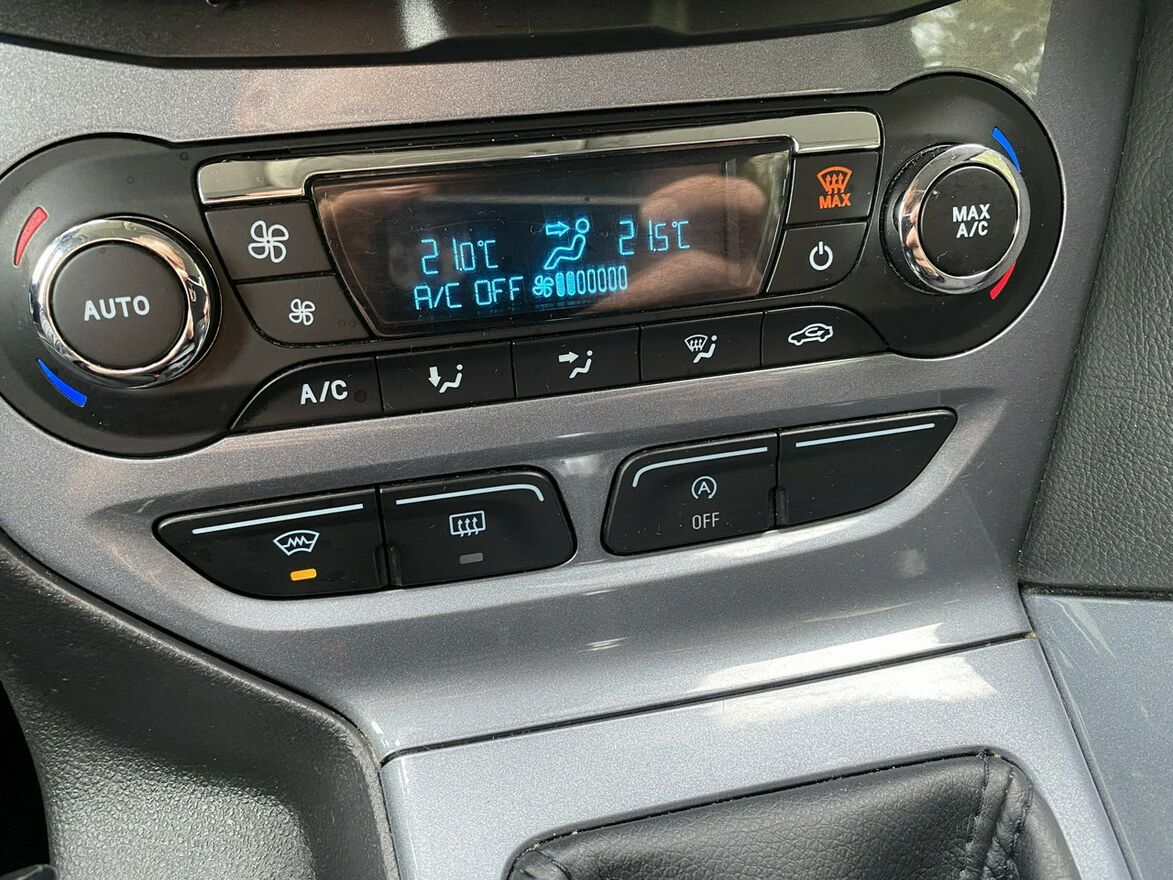 MAX
MAX
A/C
21.0°C
21.5°C
A/C OFF
AUTO
A/C
A
OFF